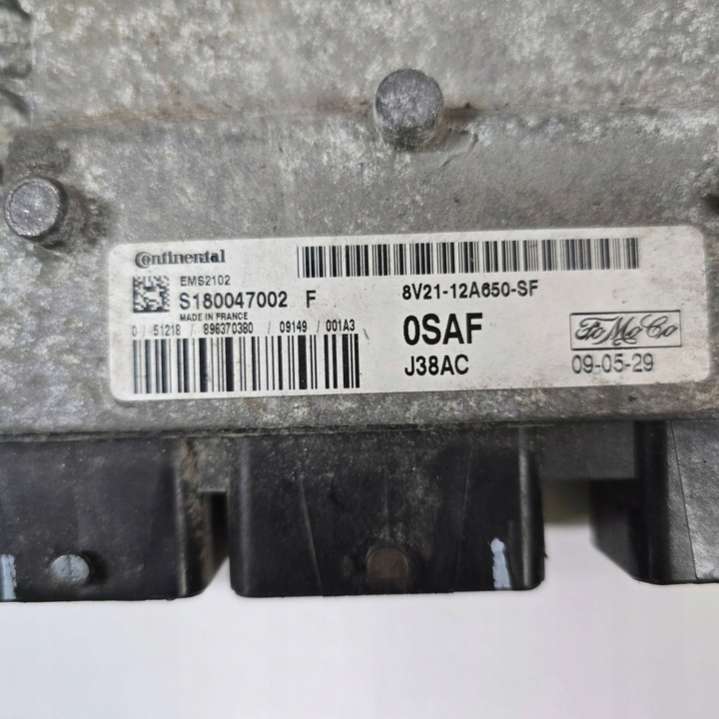 Continental
EMS2102
S180047002 F
MADE IN FRANCE
0 / 51218 / 896370380 / 09149 / 001A3
8V21-12A650-SF
0SAF
J38AC
FoMoCo
09-05-29